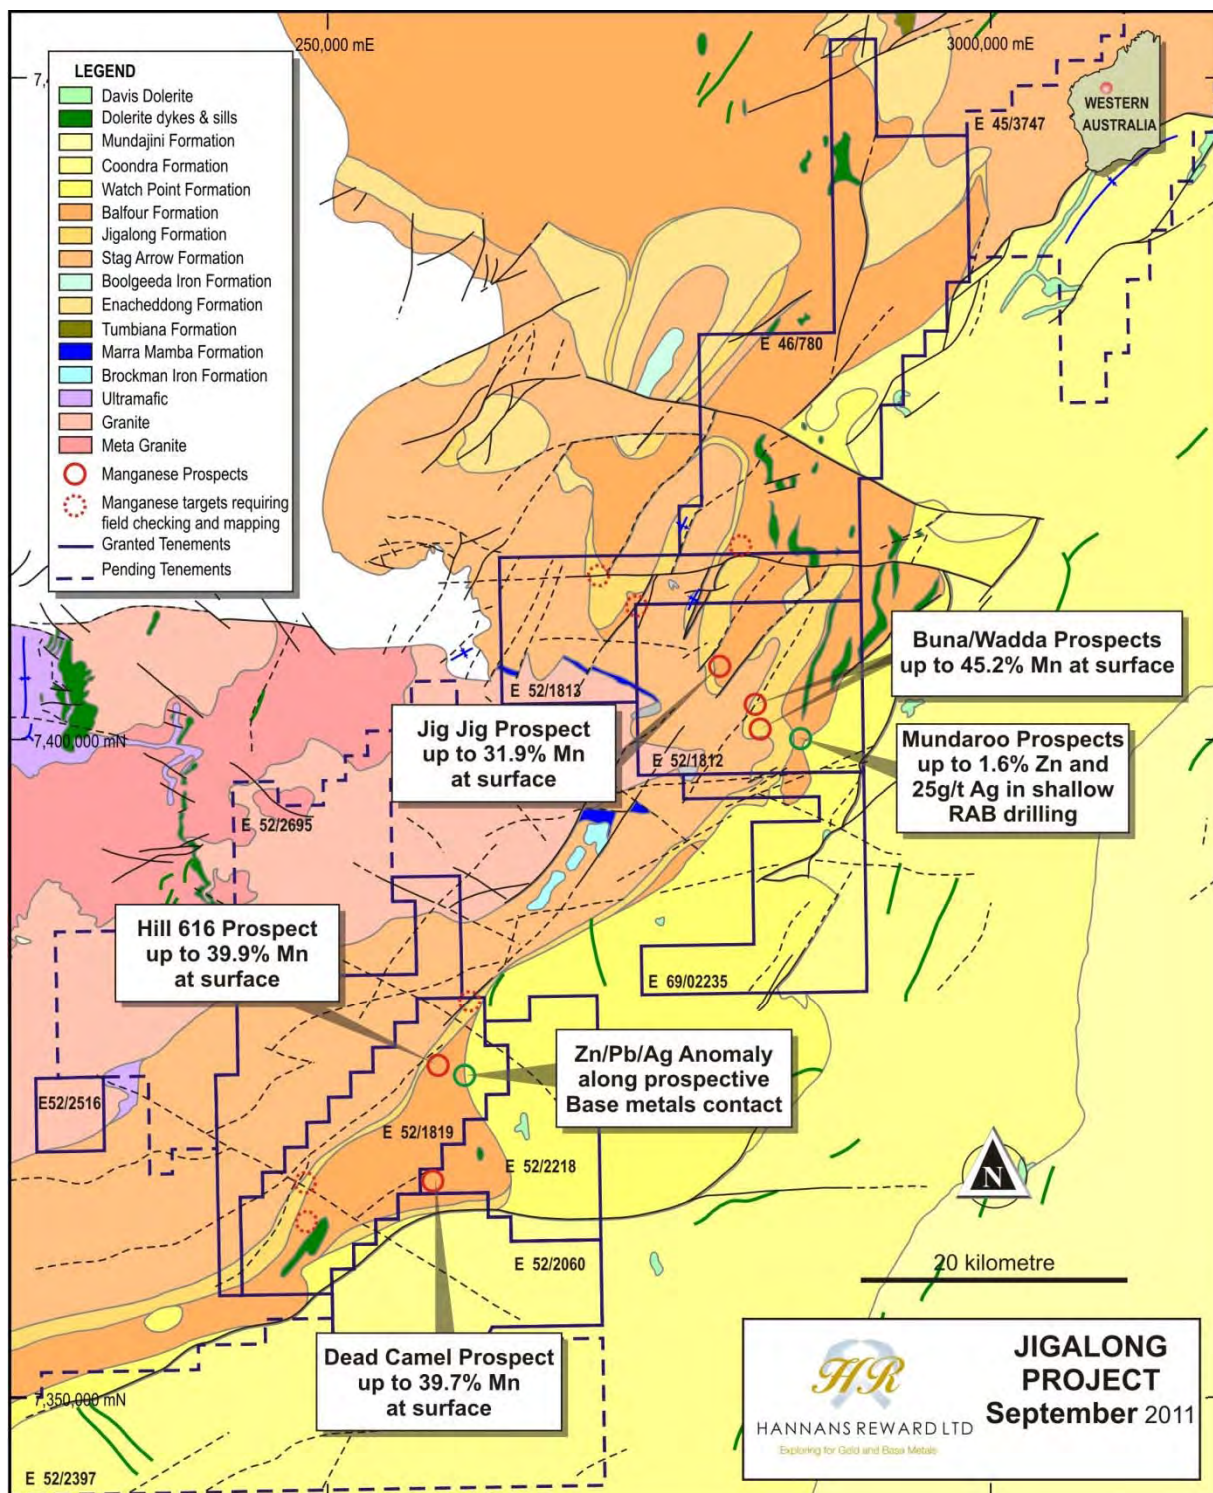 250,000 mE
3000,000 mE
LEGEND
Davis Dolerite
Dolerite dykes & sills
Mundajini Formation
Coondra Formation
Watch Point Formation
Balfour Formation
Jigalong Formation
Stag Arrow Formation
Boolgeeda Iron Formation
Enacheddong Formation
Tumbiana Formation
Marra Mamba Formation
Brockman Iron Formation
Ultramafic
Granite
Meta Granite
Manganese Prospects
Manganese targets requiring
field checking and mapping
Granted Tenements
Pending Tenements
WESTERN
AUSTRALIA
E 45/3747
E 46/780
Buna/Wadda Prospects
up to 45.2% Mn at surface
E 52/1813
Jig Jig Prospect
up to 31.9% Mn
at surface
7,400,000 mN
E 52/1812
Mundaroo Prospects
up to 1.6% Zn and
25g/t Ag in shallow
RAB drilling
E 52/2695
Hill 616 Prospect
up to 39.9% Mn
at surface
E 69/02235
Zn/Pb/Ag Anomaly
along prospective
Base metals contact
E52/2516
E 52/1819
E 52/2218
N
E 52/2060
20 kilometre
Dead Camel Prospect
up to 39.7% Mn
at surface
7,350,000 mN
E 52/2397
HR
HANNANS REWARD LTD
Exploring for Gold and Base Metals
JIGALONG
PROJECT
September 2011